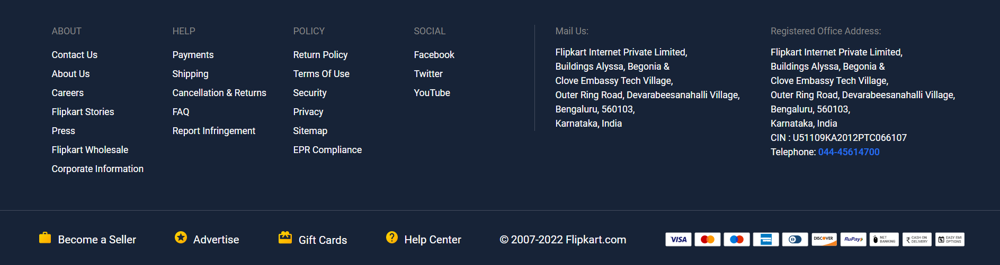 ABOUT
Contact Us
About Us
Careers
Flipkart Stories
Press
Flipkart Wholesale
Corporate Information
HELP
Payments
Shipping
Cancellation & Returns
FAQ
Report Infringement
POLICY
Return Policy
Terms Of Use
Security
Privacy
Sitemap
EPR Compliance
SOCIAL
Facebook
Twitter
YouTube
Mail Us:
Flipkart Internet Private Limited,
Buildings Alyssa, Begonia &
Clove Embassy Tech Village,
Outer Ring Road, Devarabeesanahalli Village,
Bengaluru, 560103,
Karnataka, India
Registered Office Address:
Flipkart Internet Private Limited,
Buildings Alyssa, Begonia &
Clove Embassy Tech Village,
Outer Ring Road, Devarabeesanahalli Village,
Bengaluru, 560103,
Karnataka, India
CIN : U51109KA2012PTC066107
Telephone: 044-45614700
Become a Seller
Advertise
Gift Cards
? Help Center
© 2007-2022 Flipkart.com
VISA
DISCOVER
RuPay
NET
BANKING
₹ CASH ON
DELIVERY
EASY EMI
OPTIONS